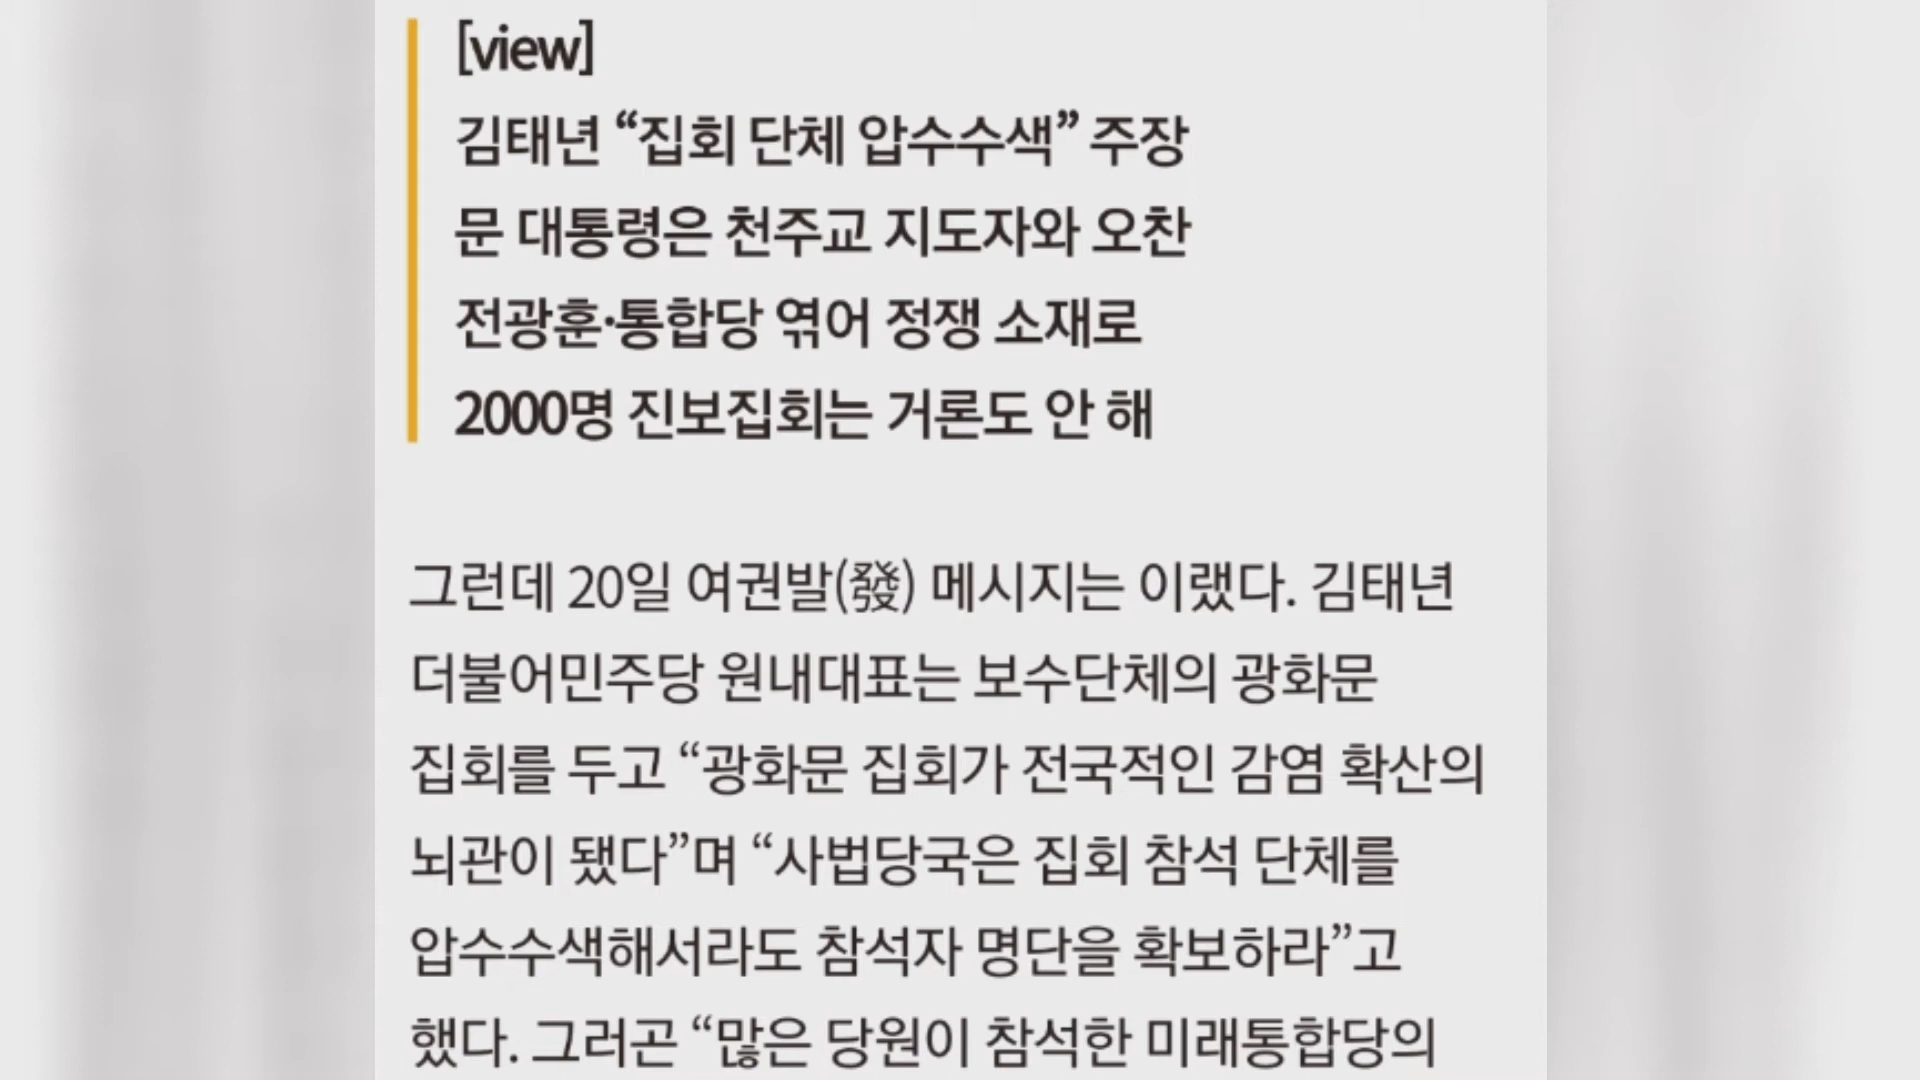 [view]
김태년 “집회 단체 압수수색” 주장
문 대통령은 천주교 지도자와 오찬
전광훈·통합당 엮어 정쟁 소재로
2000명 진보집회는 거론도 안 해
그런데 20일 여권발(發) 메시지는 이랬다. 김태년
더불어민주당 원내대표는 보수단체의 광화문
집회를 두고 “광화문 집회가 전국적인 감염 확산의
뇌관이 됐다”며 “사법당국은 집회 참석 단체를
압수수색해서라도 참석자 명단을 확보하라”고
했다. 그러곤 “많은 당원이 참석한 미래통합당의